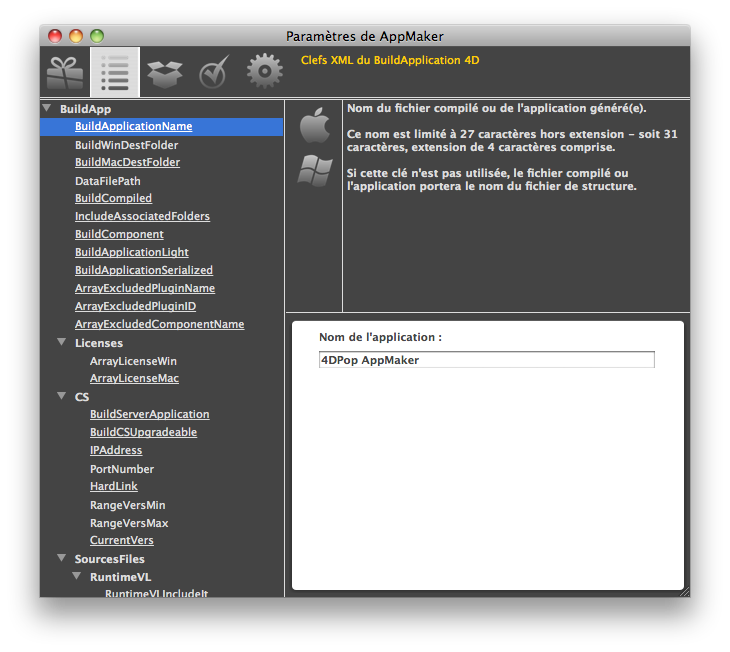 Paramètres de AppMaker
Clefs XML du BuildApplication 4D
BuildApp
BuildApplicationName
BuildWinDestFolder
BuildMacDestFolder
DataFilePath
BuildCompiled
IncludeAssociatedFolders
BuildComponent
BuildApplicationLight
BuildApplicationSerialized
ArrayExcludedPluginName
ArrayExcludedPluginID
ArrayExcludedComponentName
Licenses
ArrayLicenseWin
ArrayLicenseMac
CS
BuildServerApplication
BuildCSUpgradeable
IPAddress
PortNumber
HardLink
RangeVersMin
RangeVersMax
CurrentVers
SourcesFiles
RuntimeVL
RuntimeVLIncludeIt
Nom du fichier compilé ou de l'application généré(e).
Ce nom est limité à 27 caractères hors extension - soit 31
caractères, extension de 4 caractères comprise.
Si cette clé n'est pas utilisée, le fichier compilé ou
l'application portera le nom du fichier de structure.
Nom de l'application :
4DPop AppMaker